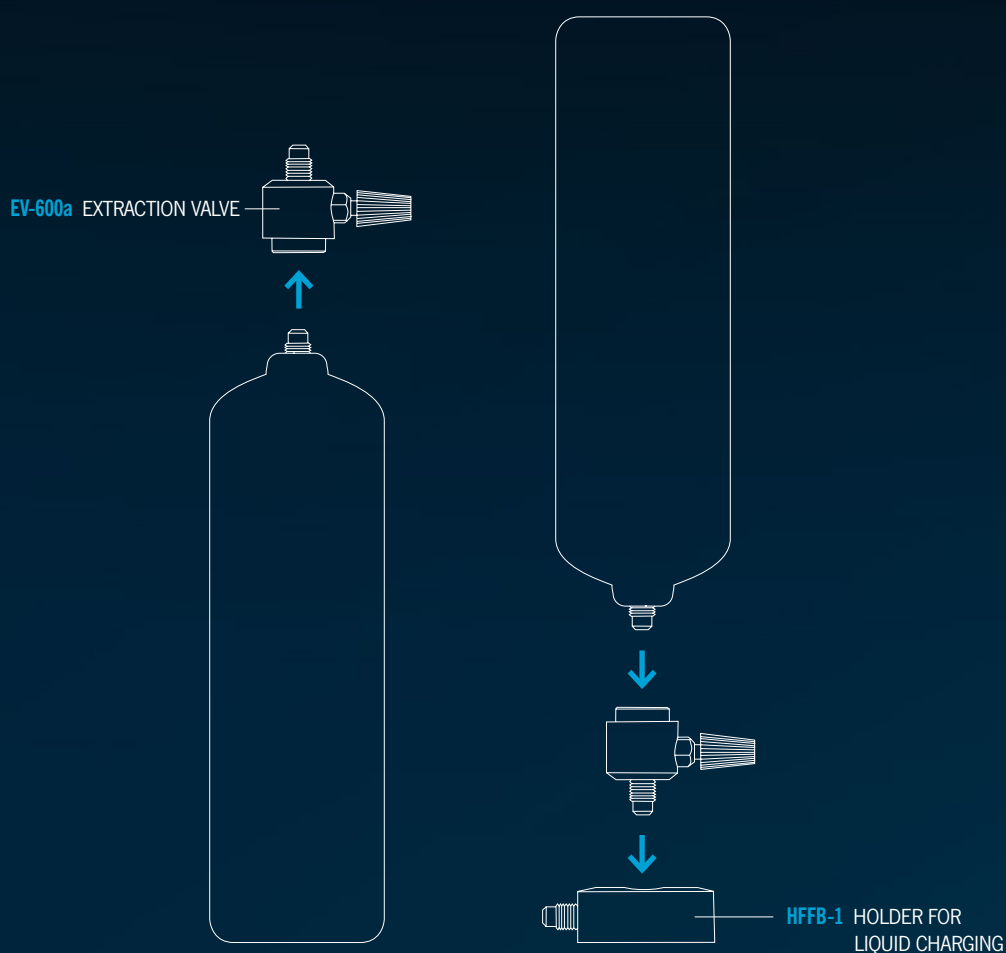 EV-600a EXTRACTION VALVE
HFFB-1 HOLDER FOR
LIQUID CHARGING